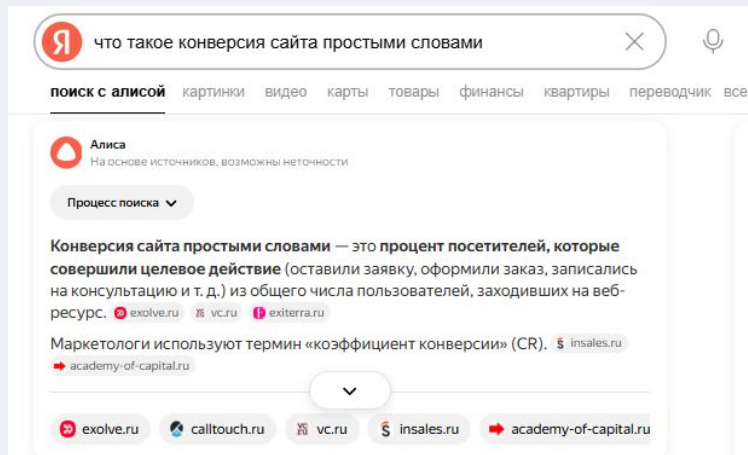 Я что такое конверсия сайта простыми словами
поиск с алисой картинки видео карты товары финансы квартиры переводчик все
Алиса
На основе источников, возможны неточности
Процесс поиска
Конверсия сайта простыми словами — это процент посетителей, которые
совершили целевое действие (оставили заявку, оформили заказ, записались
на консультацию и т. д.) из общего числа пользователей, заходивших на веб-
ресурс. exolve.ru vc.ru exiterra.ru
Маркетологи используют термин «коэффициент конверсии» (CR). insales.ru
academy-of-capital.ru
exolve.ru calltouch.ru vc.ru insales.ru academy-of-capital.ru